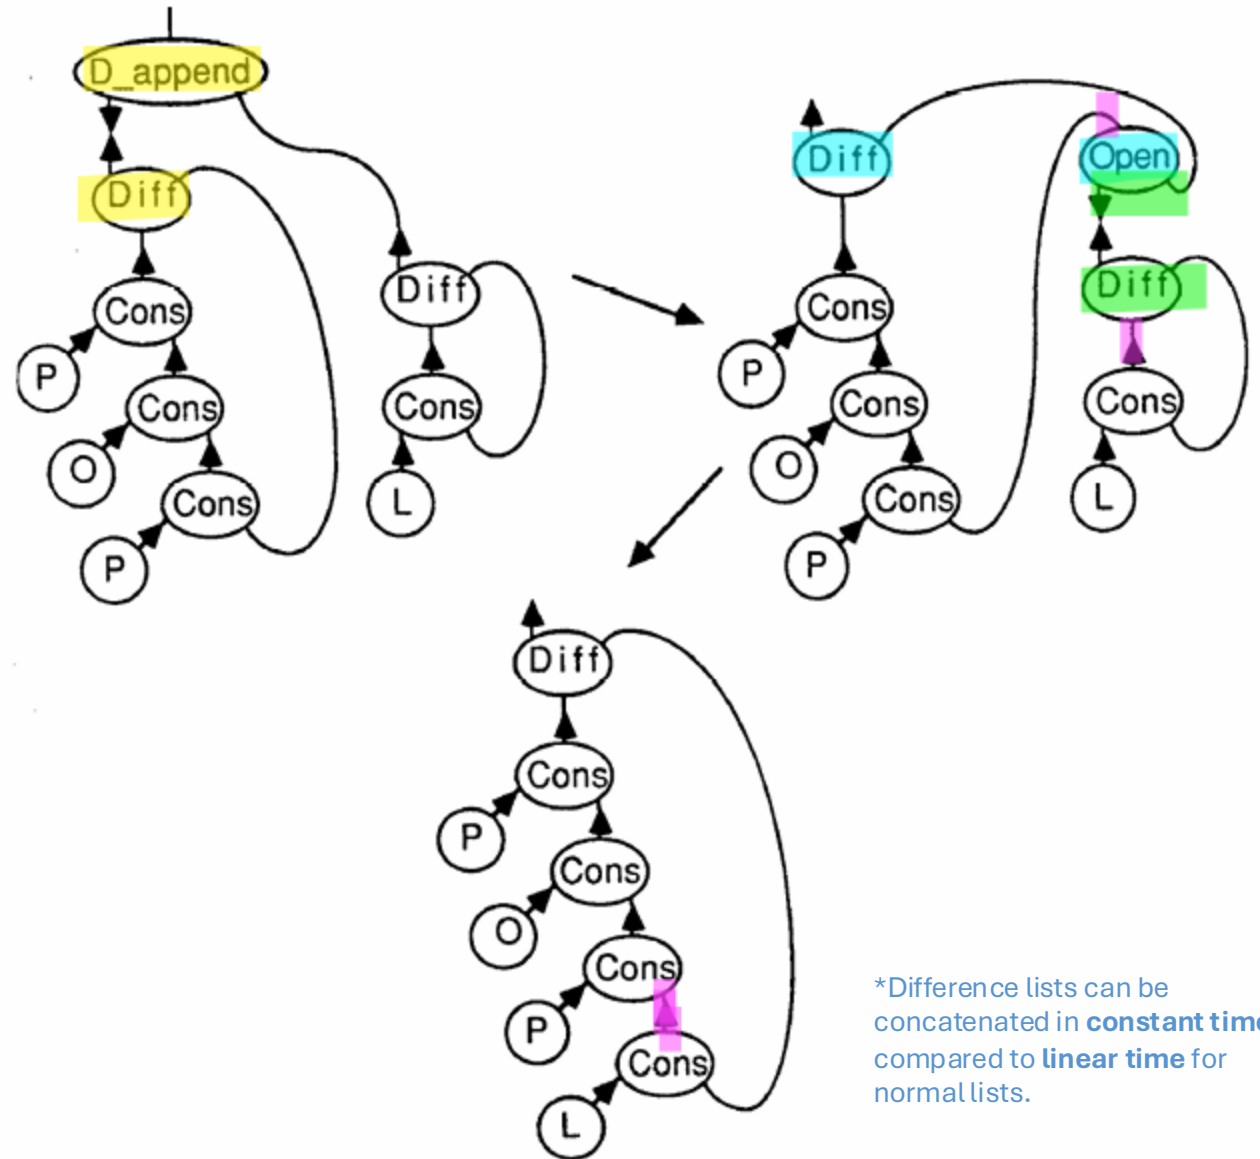 D_append
Diff
Cons
P
Cons
O
Cons
P
Diff
Cons
L
Diff
Cons
P
Cons
O
Cons
P
Open
Diff
Cons
L
Diff
Cons
P
Cons
O
Cons
P
Cons
L
*Difference lists can be
concatenated in constant time
compared to linear time for
normal lists.